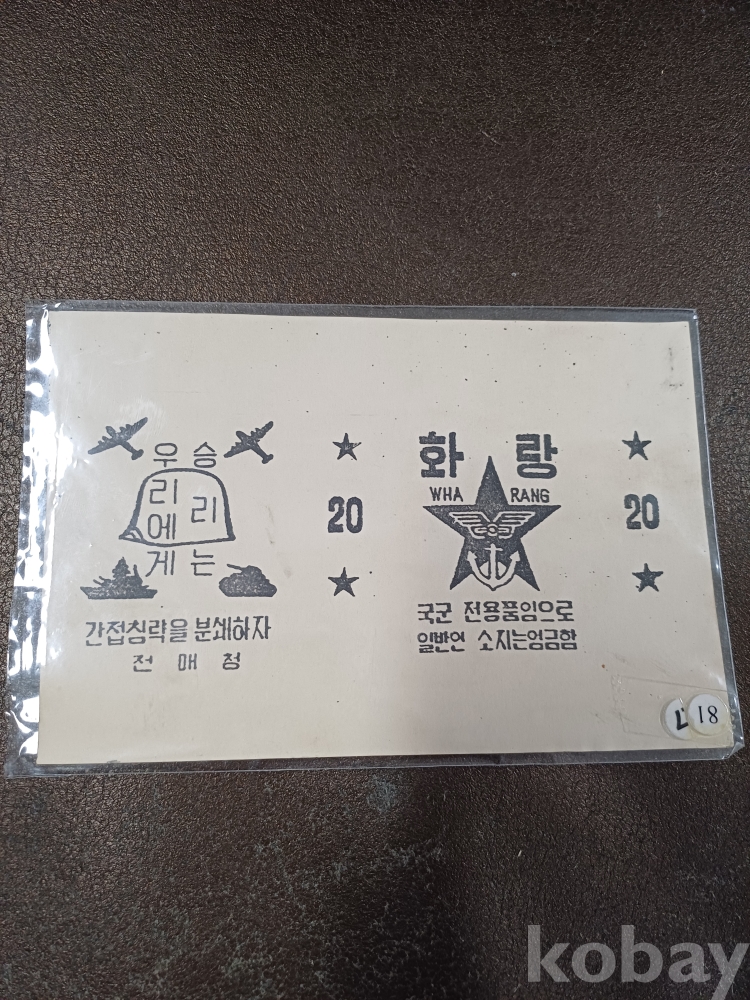 승리는
우리에게
간접침략을 분쇄하자
전 매 청
★
20
★
화 랑
WHA RANG
국군 전용품임으로
일반인 소지는엄금함
★
20
★
18
kobay